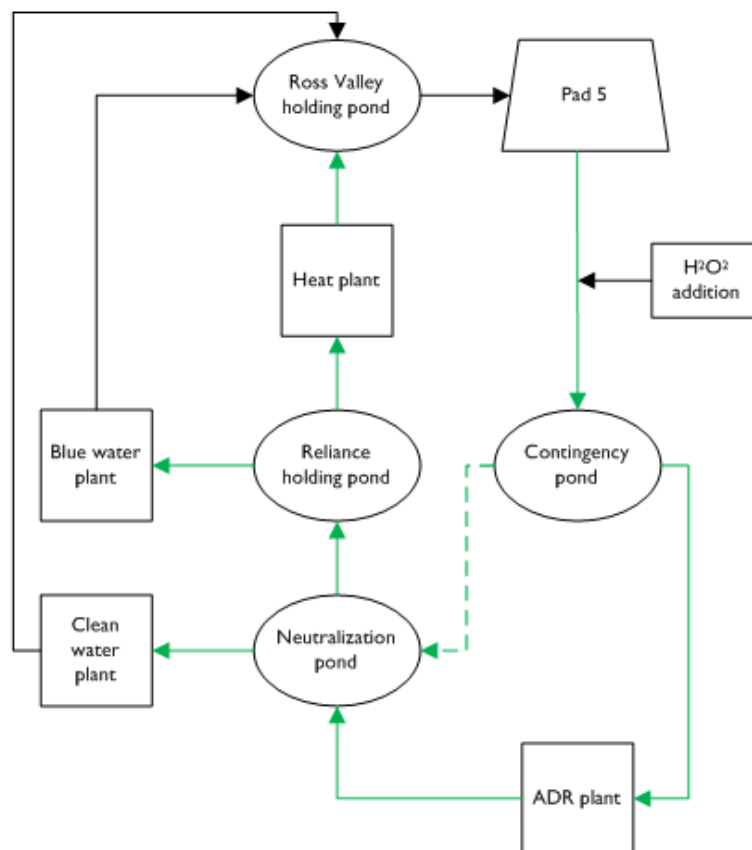 Ross Valley
holding pond
Pad 5
Heat plant
H²O²
addition
Blue water
plant
Reliance
holding pond
Contingency
pond
Clean
water
plant
Neutralization
pond
ADR plant